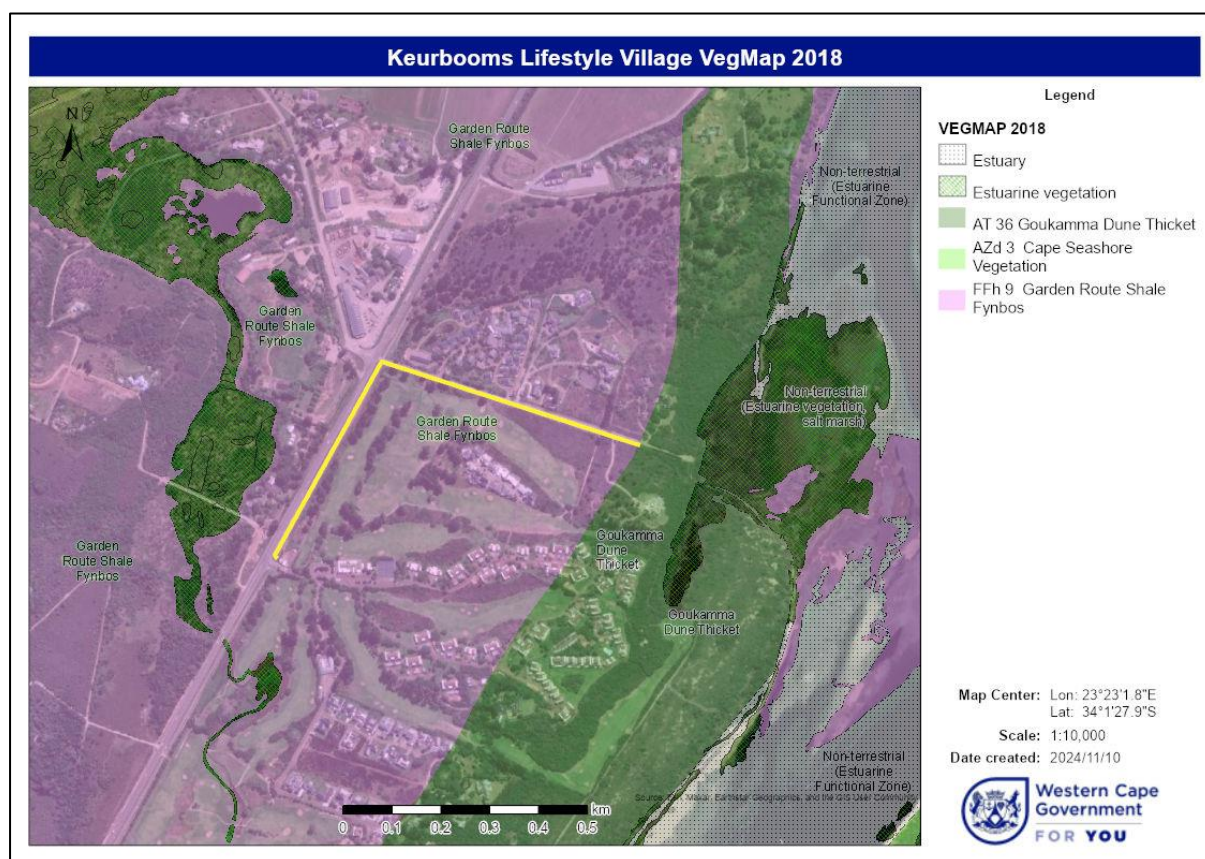 Keurbooms Lifestyle Village VegMap 2018
N
Garden Route
Shale Fynbos
Non-terrestrial
(Estuarine
Functional Zone)
Garden
Route Shale
Fynbos
Non-terrestrial
(Estuarine vegetation,
salt marsh)
Garden Route
Shale Fynbos
Garden
Route Shale
Fynbos
Goukamma
Dune
Thicket
Goukamma
Dune Thicket
Non-terrestrial
(Estuarine
Functional Zone)
km
0 0.1 0.2 0.3 0.4 0.5
Legend
VEGMAP 2018
Estuary
Estuarine vegetation
AT 36 Goukamma Dune Thicket
AZd 3 Cape Seashore
Vegetation
FFh 9 Garden Route Shale
Fynbos
Map Center: Lon: 23°23'1.8"E
Lat: 34°1'27.9"S
Scale: 1:10,000
Date created: 2024/11/10
Western Cape
Government
FOR YOU